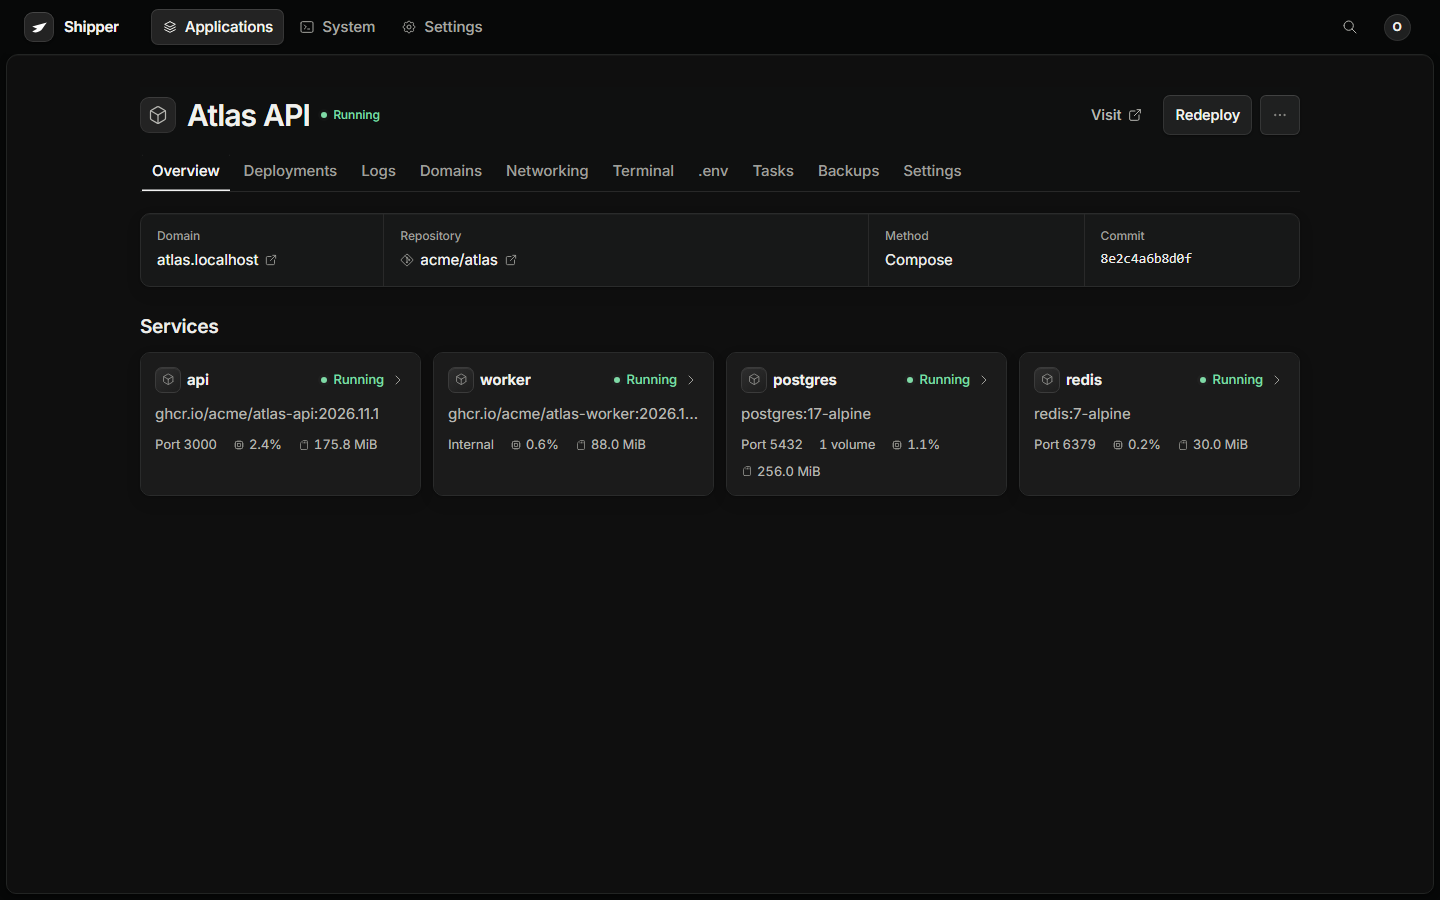 Shipper
Applications
System
Settings
O
Atlas API
Running
Visit
Redeploy
Overview
Deployments
Logs
Domains
Networking
Terminal
.env
Tasks
Backups
Settings
Domain
atlas.localhost
Repository
acme/atlas
Method
Compose
Commit
8e2c4a6b8d0f
Services
api
Running
ghcr.io/acme/atlas-api:2026.11.1
Port 3000 2.4% 175.8 MiB
worker
Running
ghcr.io/acme/atlas-worker:2026.1...
Internal 0.6% 88.0 MiB
postgres
Running
postgres:17-alpine
Port 5432 1 volume 1.1%
256.0 MiB
redis
Running
redis:7-alpine
Port 6379 0.2% 30.0 MiB